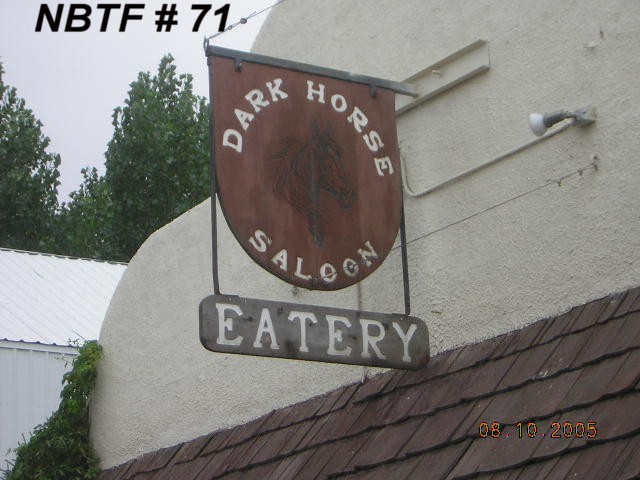 NBTF # 71
DARK HORSE
SALOON
EATERY
08.10.2005